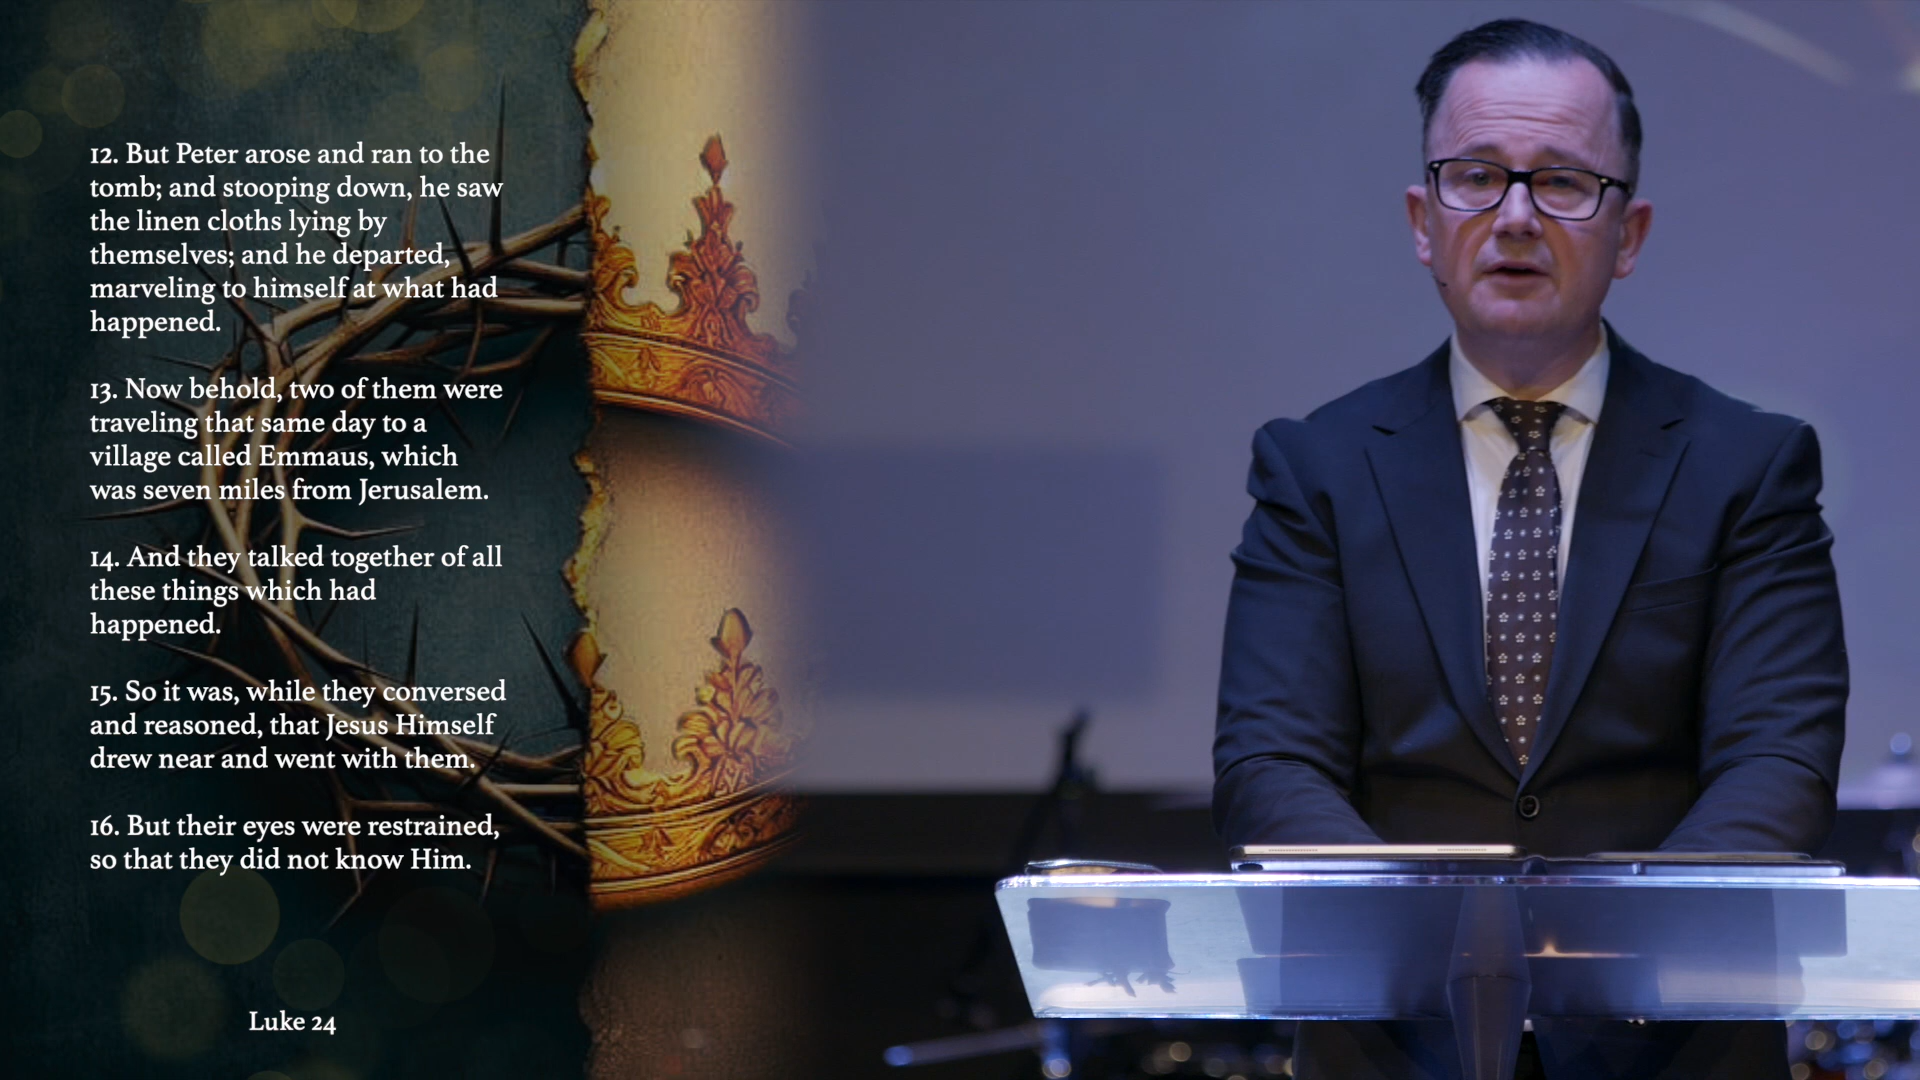 12. But Peter arose and ran to the
tomb; and stooping down, he saw
the linen cloths lying by
themselves; and he departed,
marveling to himself at what had
happened.
13. Now behold, two of them were
traveling that same day to a
village called Emmaus, which
was seven miles from Jerusalem.
14. And they talked together of all
these things which had
happened.
15. So it was, while they conversed
and reasoned, that Jesus Himself
drew near and went with them.
16. But their eyes were restrained,
so that they did not know Him.
Luke 24